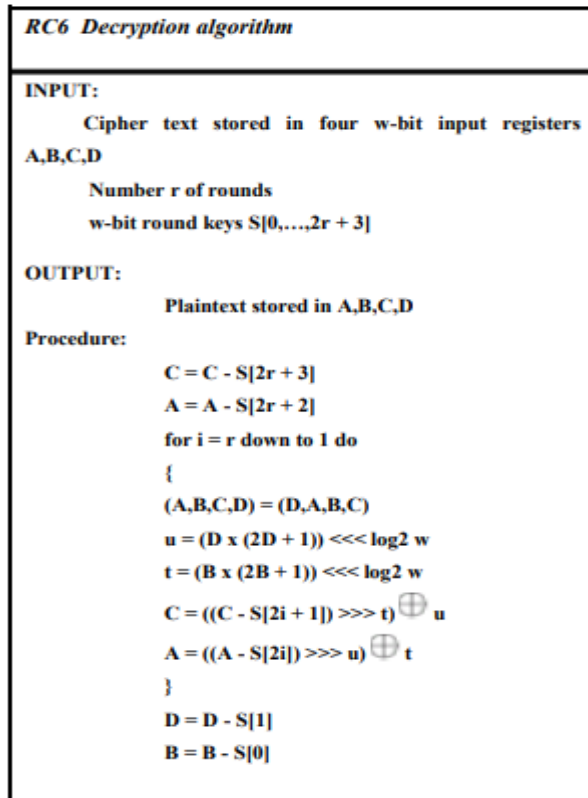 RC6 Decryption algorithm
INPUT:
Cipher text stored in four w-bit input registers
A,B,C,D
Number r of rounds
w-bit round keys S[0,…,2r + 3]
OUTPUT:
Plaintext stored in A,B,C,D
Procedure:
C = C - S[2r + 3]
A = A - S[2r + 2]
for i = r down to 1 do
{
(A,B,C,D) = (D,A,B,C)
u = (D x (2D + 1)) <<< log2 w
t = (B x (2B + 1)) <<< log2 w
C = ((C - S[2i + 1]) >>> t) ⊕ u
A = ((A - S[2i]) >>> u) ⊕ t
}
D = D - S[1]
B = B - S[0]